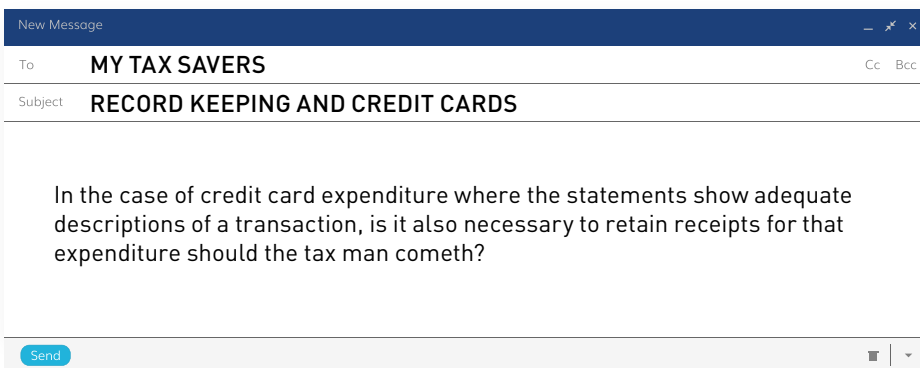 New Message
To MY TAX SAVERS Cc Bcc
Subject RECORD KEEPING AND CREDIT CARDS
In the case of credit card expenditure where the statements show adequate
descriptions of a transaction, is it also necessary to retain receipts for that
expenditure should the tax man cometh?
Send